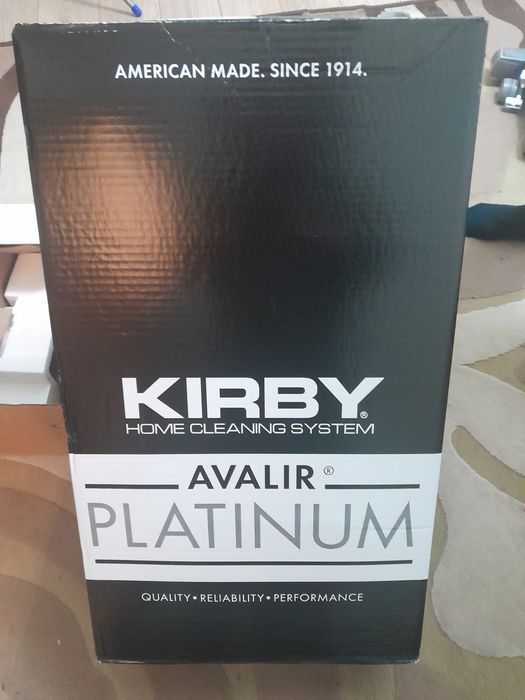 AMERICAN MADE. SINCE 1914.
KIRBY®
HOME CLEANING SYSTEM
AVALIR®
PLATINUM
QUALITY • RELIABILITY • PERFORMANCE